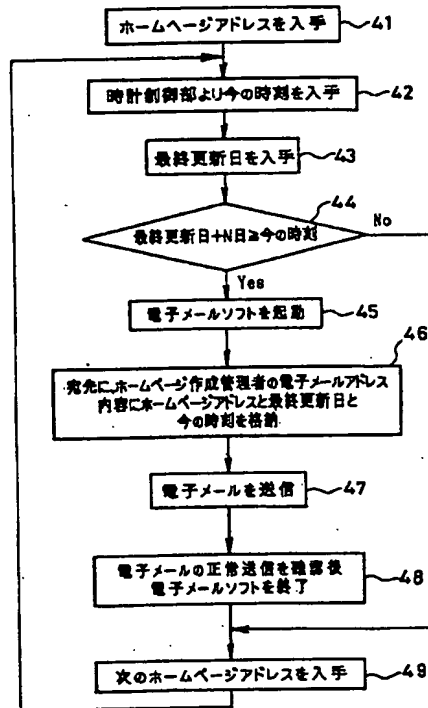 ホームページアドレスを入手 41
時計制御部より今の時刻を入手 42
最終更新日を入手 43
44
最終更新日+N日≧今の時刻 No
Yes
電子メールソフトを起動 45
46
宛先にホームページ作成管理者の電子メールアドレス
内容にホームページアドレスと最終更新日と
今の時刻を格納
電子メールを送信 47
電子メールの正常送信を確認後
電子メールソフトを終了 48
次のホームページアドレスを入手 49